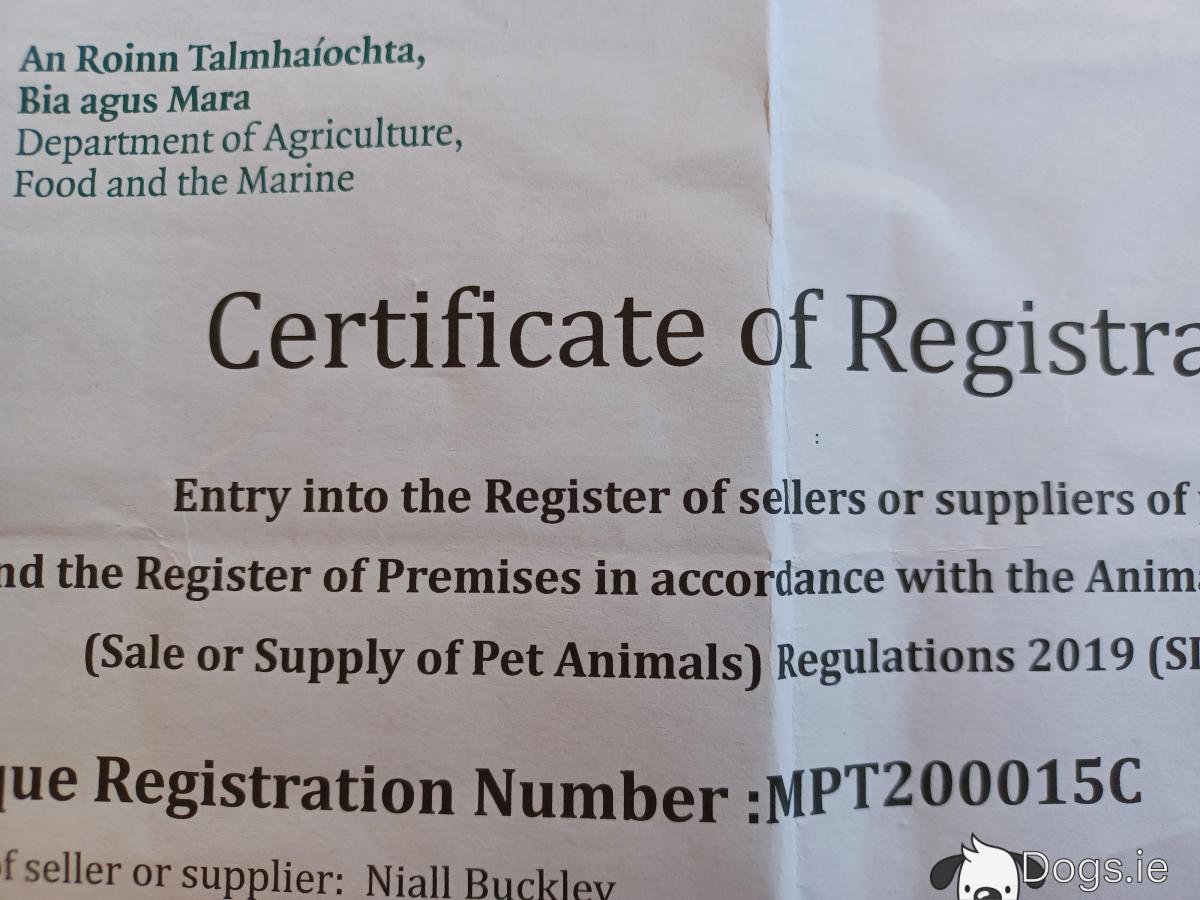 An Roinn Talmhaíochta,
Bia agus Mara
Department of Agriculture,
Food and the Marine
Certificate of Registra
:
Entry into the Register of sellers or suppliers of
nd the Register of Premises in accordance with the Anima
(Sale or Supply of Pet Animals) Regulations 2019 (SI
que Registration Number :MPT200015C
of seller or supplier: Niall Buckley
Dogs.ie